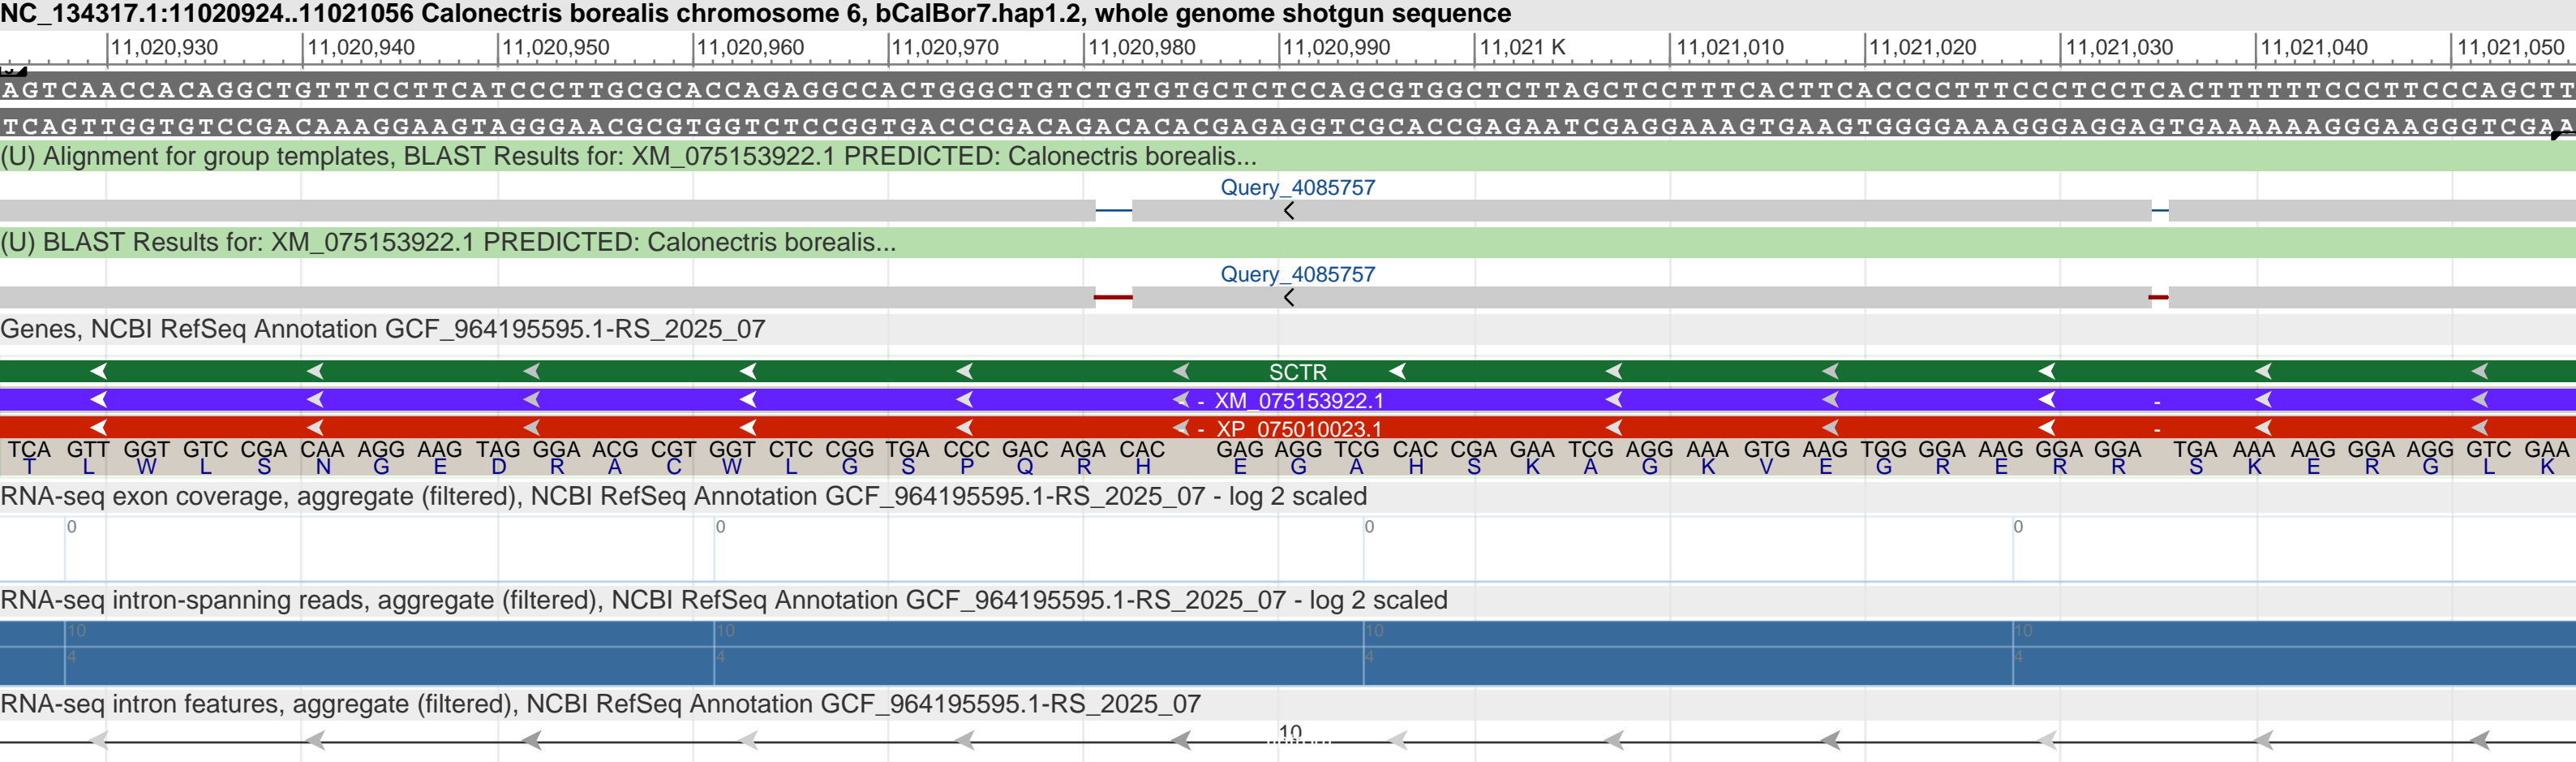 NC_134317.1:11020924..11021056 Calonectris borealis chromosome 6, bCalBor7.hap1.2, whole genome shotgun sequence
11,020,930 11,020,940 11,020,950 11,020,960 11,020,970 11,020,980 11,020,990 11,021 K 11,021,010 11,021,020 11,021,030 11,021,040 11,021,050
AGTCAACCACAGGCTGTTTCCTTCATCCCTTGCGCACCAGAGGCCACTGGGCTGTCTGTGTGCTCTCCAGCGTGGCTCTTAGCTCCTTTCACTTCACCCCTTTCCCTCCTCACTTTTTTCCCTTCCCAGCTT
TCAGTTGGTGTCCGACAAAGGAAGTAGGGAACGCGTGGTCTCCGGTGACCCGACAGACACACGAGAGGTCGCACCGAGAATCGAGGAAAGTGAAGTGGGGAAAGGGAGGAGTGAAAAAAGGGAAGGGTCGAA
(U) Alignment for group templates, BLAST Results for: XM_075153922.1 PREDICTED: Calonectris borealis...
Query_4085757
(U) BLAST Results for: XM_075153922.1 PREDICTED: Calonectris borealis...
Query_4085757
Genes, NCBI RefSeq Annotation GCF_964195595.1-RS_2025_07
SCTR
- - XM_075153922.1 -
- - XP_075010023.1 -
TCA GTT GGT GTC CGA CAA AGG AAG TAG GGA ACG CGT GGT CTC CGG TGA CCC GAC AGA CAC GAG AGG TCG CAC CGA GAA TCG AGG AAA GTG AAG TGG GGA AAG GGA GGA TGA AAA AAG GGA AGG GTC GAA
T L W L S N G E D R A C W L G S P Q R H E G A H S K A G K V E G R E R R S K E R G L K
RNA-seq exon coverage, aggregate (filtered), NCBI RefSeq Annotation GCF_964195595.1-RS_2025_07 - log 2 scaled
0 0 0 0
RNA-seq intron-spanning reads, aggregate (filtered), NCBI RefSeq Annotation GCF_964195595.1-RS_2025_07 - log 2 scaled
10 10 10 10
4 4 4 4
RNA-seq intron features, aggregate (filtered), NCBI RefSeq Annotation GCF_964195595.1-RS_2025_07
10